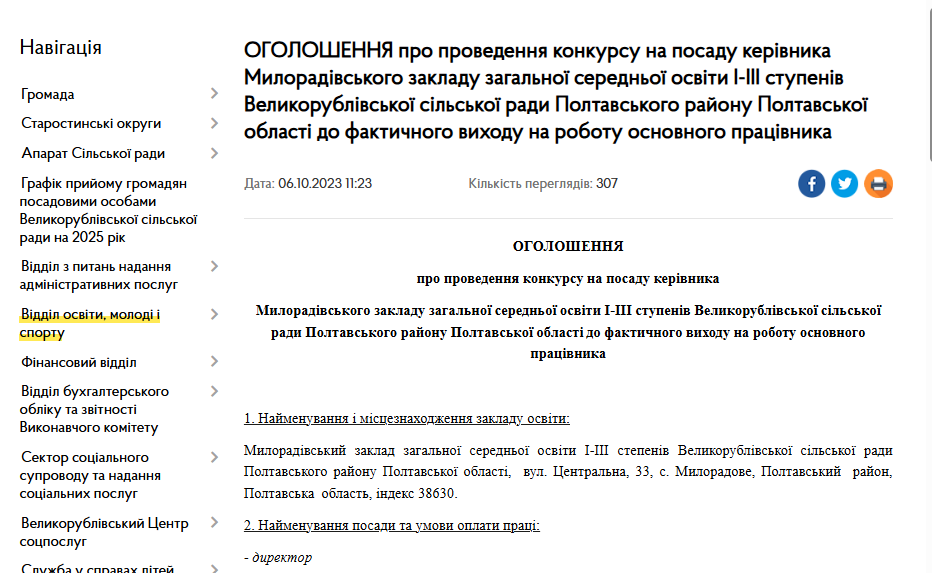 Навігація
Громада
Старостинські округи
Апарат Сільської ради
Графік прийому громадян
посадовими особами
Великорублівської сільської
ради на 2025 рік
Відділ з питань надання
адміністративних послуг
Відділ освіти, молоді і
спорту
Фінансовий відділ
Відділ бухгалтерського
обліку та звітності
Виконавчого комітету
Сектор соціального
супроводу та надання
соціальних послуг
Великорублівський Центр
соцпослуг
Служба у справах дітей
ОГОЛОШЕННЯ про проведення конкурсу на посаду керівника
Милорадівського закладу загальної середньої освіти І-ІІІ ступенів
Великорублівської сільської ради Полтавського району Полтавської
області до фактичного виходу на роботу основного працівника
Дата: 06.10.2023 11:23
Кількість переглядів: 307
ОГОЛОШЕННЯ
про проведення конкурсу на посаду керівника
Милорадівського закладу загальної середньої освіти І-ІІІ ступенів Великорублівської сільської
ради Полтавського району Полтавської області до фактичного виходу на роботу основного
працівника
1. Найменування і місцезнаходження закладу освіти:
Милорадівський заклад загальної середньої освіти І-ІІІ степенів Великорублівської сільської ради
Полтавського району Полтавської області, вул. Центральна, 33, с. Милорадове, Полтавський район,
Полтавська область, індекс 38630.
2. Найменування посади та умови оплати праці:
- директор